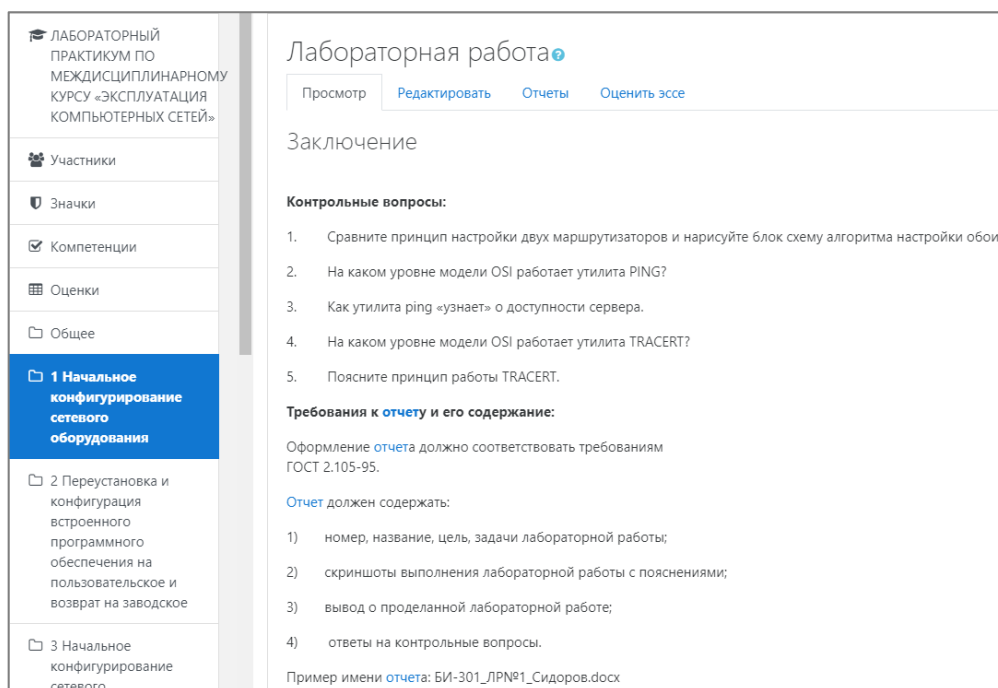 ЛАБОРАТОРНЫЙ
ПРАКТИКУМ ПО
МЕЖДИСЦИПЛИНАРНОМУ
КУРСУ «ЭКСПЛУАТАЦИЯ
КОМПЬЮТЕРНЫХ СЕТЕЙ»
Участники
Значки
Компетенции
Оценки
Общее
1 Начальное
конфигурирование
сетевого
оборудования
2 Переустановка и
конфигурация
встроенного
программного
обеспечения на
пользовательское и
возврат на заводское
3 Начальное
конфигурирование
сетевого
Лабораторная работа
Просмотр Редактировать Отчеты Оценить эссе
Заключение
Контрольные вопросы:
1. Сравните принцип настройки двух маршрутизаторов и нарисуйте блок схему алгоритма настройки обои
2. На каком уровне модели OSI работает утилита PING?
3. Как утилита ping «узнает» о доступности сервера.
4. На каком уровне модели OSI работает утилита TRACERT?
5. Поясните принцип работы TRACERT.
Требования к отчету и его содержание:
Оформление отчета должно соответствовать требованиям
ГОСТ 2.105-95.
Отчет должен содержать:
1) номер, название, цель, задачи лабораторной работы;
2) скриншоты выполнения лабораторной работы с пояснениями;
3) вывод о проделанной лабораторной работе;
4) ответы на контрольные вопросы.
Пример имени отчета: БИ-301_ЛР№1_Сидоров.docx